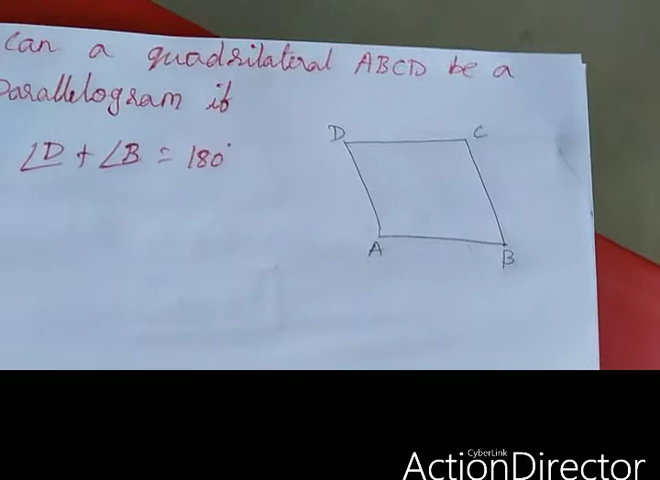 can a quadrilateral ABCD be a
parallelogram if
∠D + ∠B = 180°
D
C
A
B
CyberLink
ActionDirector